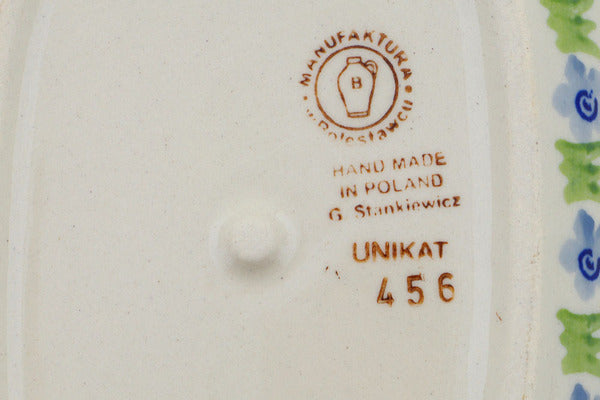 MANUFAKTURA
w Bolesławcu
B
HAND MADE
IN POLAND
G. Stankiewicz
UNIKAT
456